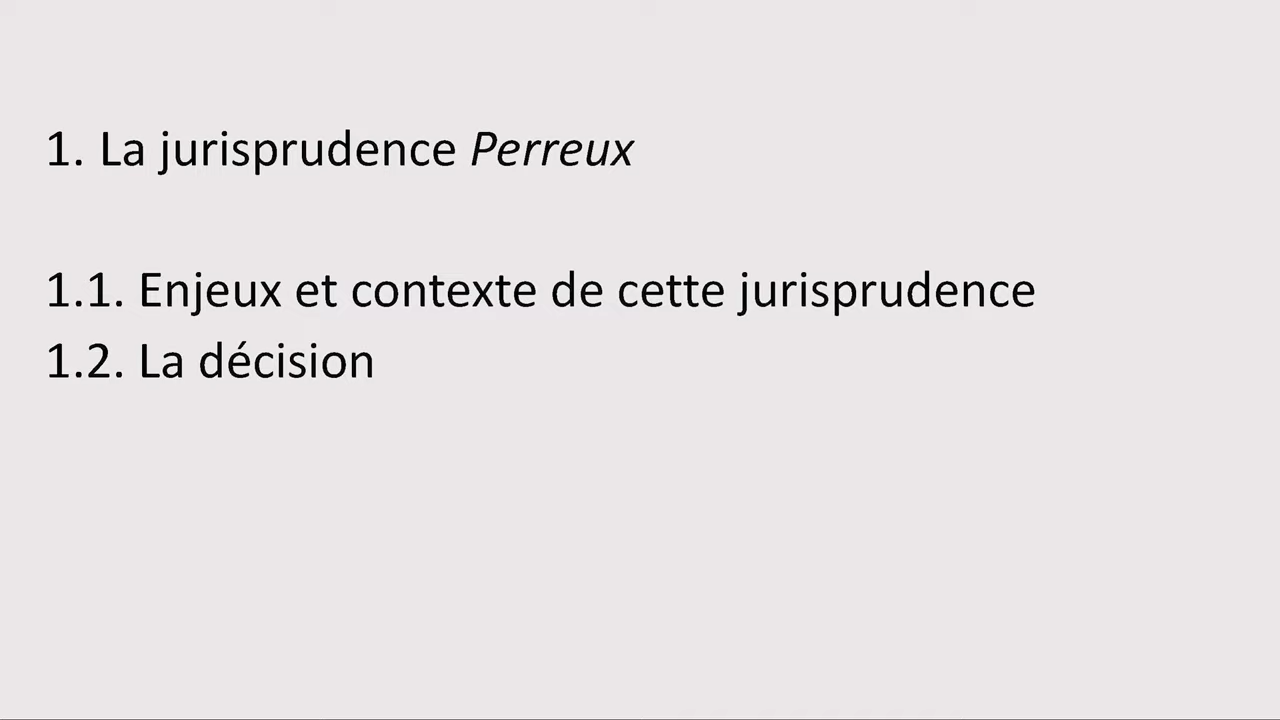 1. La jurisprudence Perreux
1.1. Enjeux et contexte de cette jurisprudence
1.2. La décision